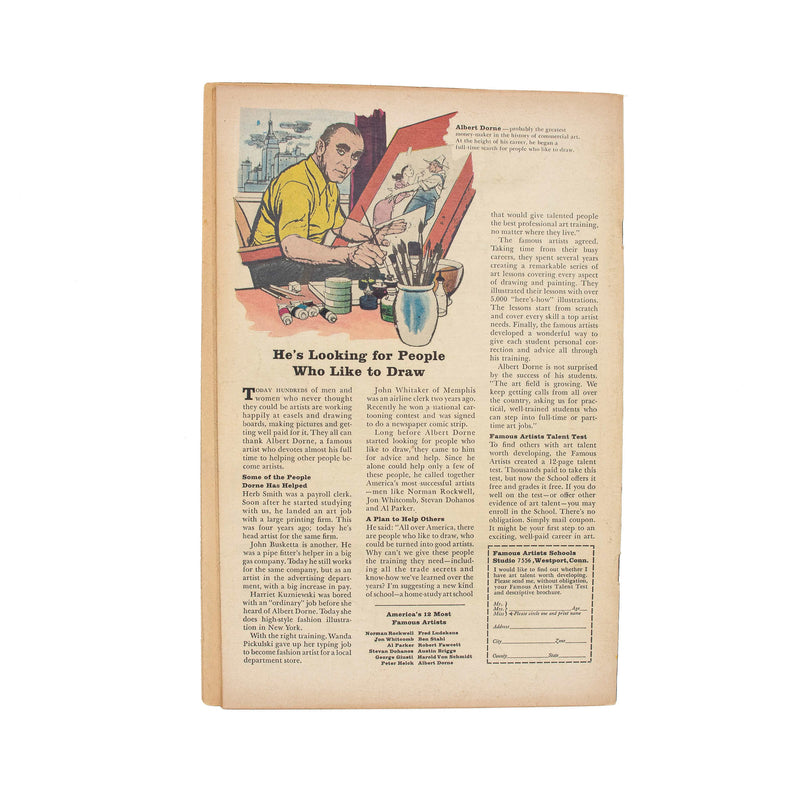 Albert Dorne—probably the greatest
money-maker in the history of commercial art.
At the height of his career, he began a
full-time search for people who like to draw.
He's Looking for People
Who Like to Draw
TODAY HUNDREDS of men and
women who never thought
they could be artists are working
happily at easels and drawing
boards, making pictures and get-
ting well paid for it. They all can
thank Albert Dorne, a famous
artist who devotes almost his full
time to helping other people be-
come artists.
Some of the People
Dorne Has Helped
Herb Smith was a payroll clerk.
Soon after he started studying
with us, he landed an art job
with a large printing firm. This
was four years ago; today he's
head artist for the same firm.
John Busketta is another. He
was a pipe fitter's helper in a big
gas company. Today he still works
for the same company, but as an
artist in the advertising depart-
ment, with a big increase in pay.
Harriet Kuzniewski was bored
with an "ordinary" job before she
heard of Albert Dorne. Today she
does high-style fashion illustra-
tion in New York.
With the right training, Wanda
Pickulski gave up her typing job
to become fashion artist for a local
department store.
John Whitaker of Memphis
was an airline clerk two years ago.
Recently he won a national car-
tooning contest and was signed
to do a newspaper comic strip.
Long before Albert Dorne
started looking for people who
like to draw, they came to him
for advice and help. Since he
alone could help only a few of
these people, he called together
America's most successful artists
—men like Norman Rockwell,
Jon Whitcomb, Stevan Dohanos
and Al Parker.
A Plan to Help Others
He said: "All over America, there
are people who like to draw, who
could be turned into good artists.
Why can't we give these people
the training they need—includ-
ing all the trade secrets and
know-how we've learned over the
years? I'm suggesting a new kind
of school—a home study art school
America's 12 Most
Famous Artists
Norman Rockwell Fred Ludekens
Jon Whitcomb Ben Stahl
Al Parker Robert Fawcett
Stevan Dohanos Austin Briggs
George Giusti Harold Von Schmidt
Peter Helck Albert Dorne
that would give talented people
the best professional art training,
no matter where they live."
The famous artists agreed.
Taking time from their busy
careers, they spent several years
creating a remarkable series of
art lessons covering every aspect
of drawing and painting. They
illustrated their lessons with over
5,000 "here's-how" illustrations.
The lessons start from scratch
and cover every skill a top artist
needs. Finally, the famous artists
developed a wonderful way to
give each student personal cor-
rection and advice all through
his training.
Albert Dorne is not surprised
by the success of his students.
"The art field is growing. We
keep getting calls from all over
the country, asking us for prac-
tical, well-trained students who
can step into full-time or part-
time art jobs."
Famous Artists Talent Test
To find others with art talent
worth developing, the Famous
Artists created a 12-page talent
test. Thousands paid to take this
test, but now the School offers it
free and grades it free. If you do
well on the test—or offer other
evidence of art talent—you may
enroll in the School. There's no
obligation. Simply mail coupon.
It might be your first step to an
exciting, well-paid career in art.
Famous Artists Schools
Studio 7556, Westport, Conn.
I would like to find out whether I
have art talent worth developing.
Please send me, without obligation,
your Famous Artists Talent Test
and descriptive brochure.
Mr.
Mrs. Age
Miss Please circle one and print name
Address
City Zone
County State